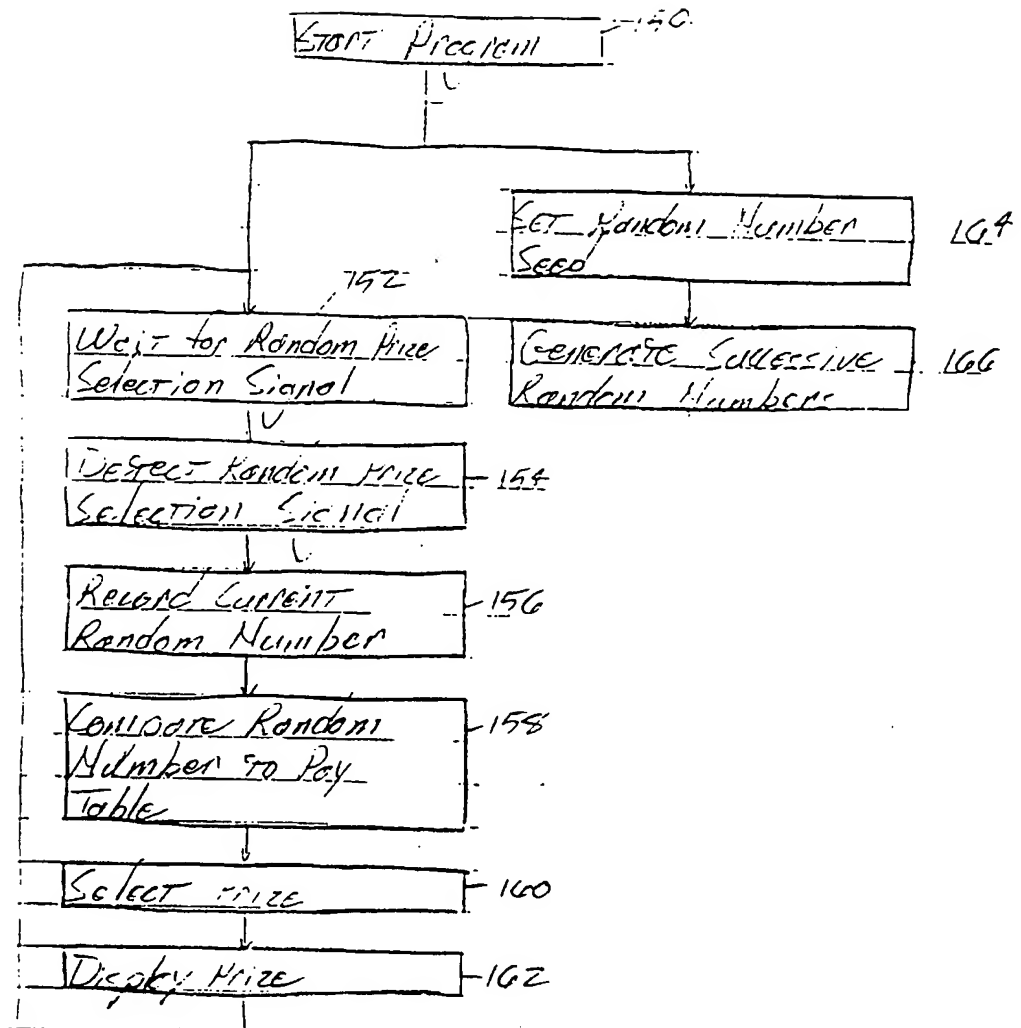 Start Program
150
Set Random Number
Seed
164
152
Wait for Random Prize
Selection Signal
Generate Successive
Random Numbers
166
Detect Random Prize
Selection Signal
154
Record Current
Random Number
156
Compare Random
Number to Pay
Table
158
Select Prize
160
Display Prize
162